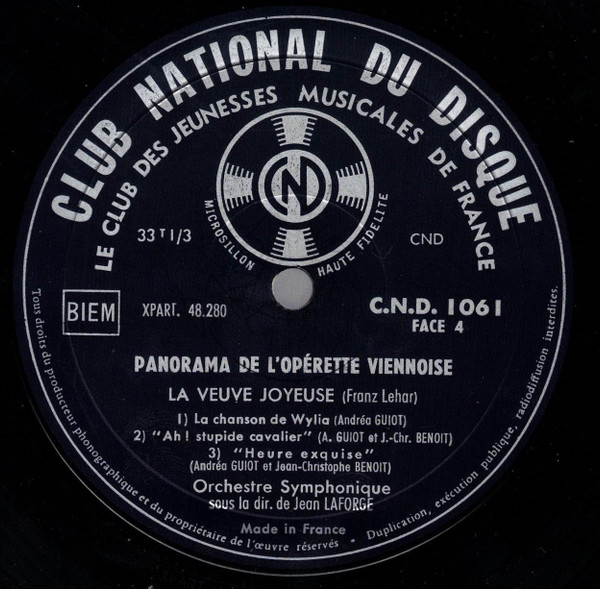 CLUB NATIONAL DU DISQUE
LE CLUB DES JEUNESSES MUSICALES DE FRANCE
CND
MICROSILLON HAUTE FIDELITE
33 T 1/3
CND
BIEM
XPART. 48.280
C.N.D. 1061
FACE 4
PANORAMA DE L'OPÉRETTE VIENNOISE
LA VEUVE JOYEUSE (Franz Lehar)
1) La chanson de Wylia (Andréa GUIOT)
2) "Ah! stupide cavalier" (A. GUIOT et J.-Chr. BENOIT)
3) "Heure exquise"
(Andréa GUIOT et Jean-Christophe BENOIT)
Orchestre Symphonique
sous la dir. de Jean LAFORGE
Made in France
Tous droits du producteur phonographique et du propriétaire de l'œuvre réservés • Duplication, exécution publique, radiodiffusion interdites.